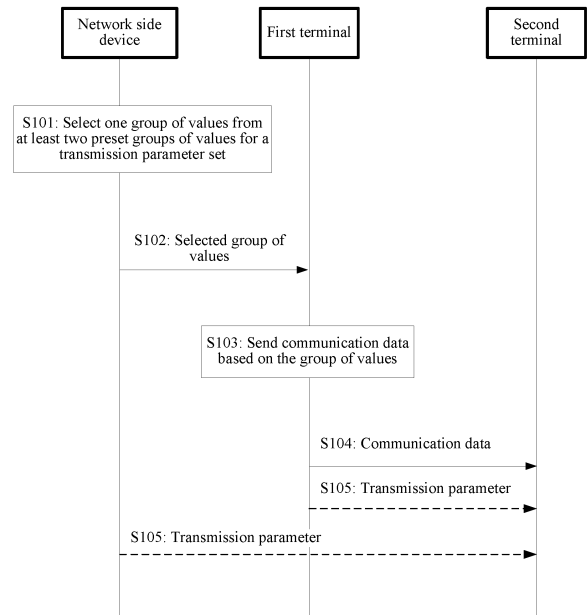 Network side
device
First terminal
Second
terminal
S101: Select one group of values from
at least two preset groups of values for a
transmission parameter set
S102: Selected group of
values
S103: Send communication data
based on the group of values
S104: Communication data
S105: Transmission parameter
S105: Transmission parameter